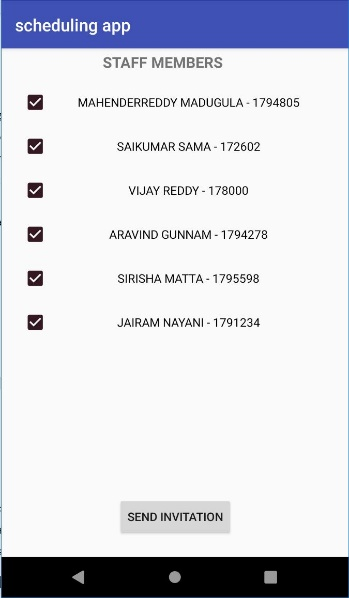 scheduling app
STAFF MEMBERS
MAHENDERREDDY MADUGULA - 1794805
SAIKUMAR SAMA - 172602
VIJAY REDDY - 178000
ARAVIND GUNNAM - 1794278
SIRISHA MATTA - 1795598
JAIRAM NAYANI - 1791234
SEND INVITATION